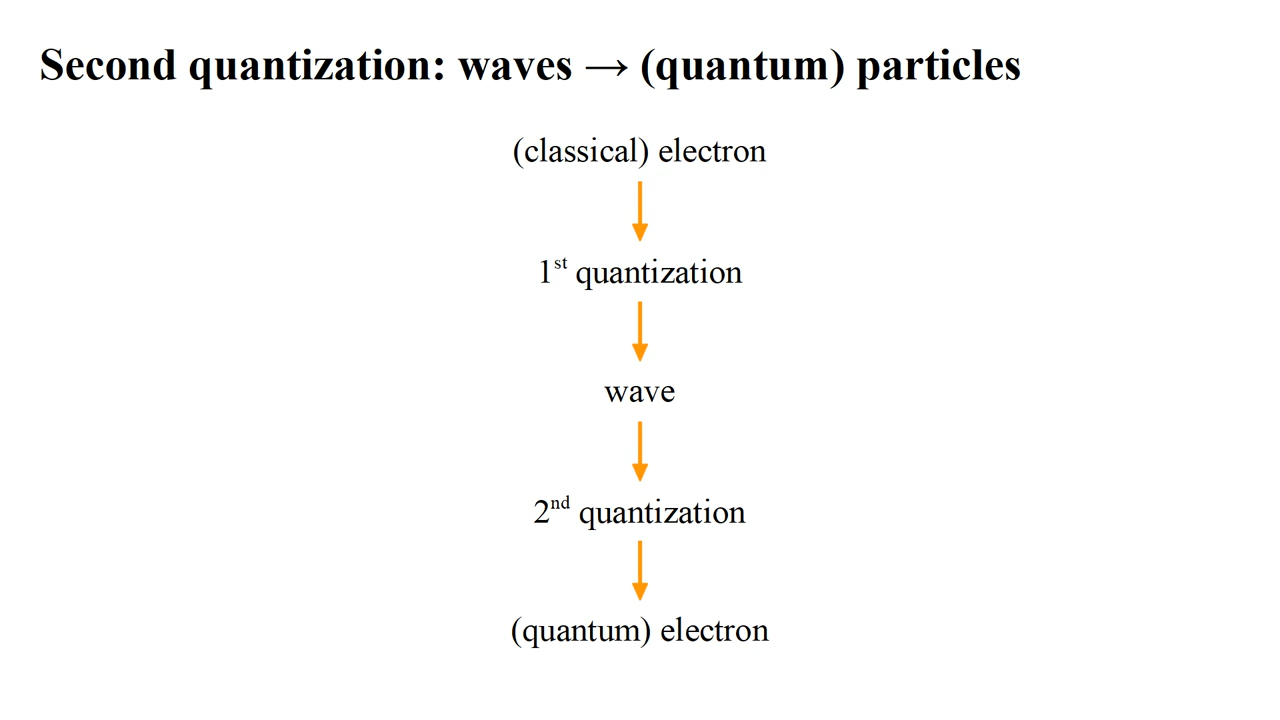 Second quantization: waves → (quantum) particles
(classical) electron
1st quantization
wave
2nd quantization
(quantum) electron